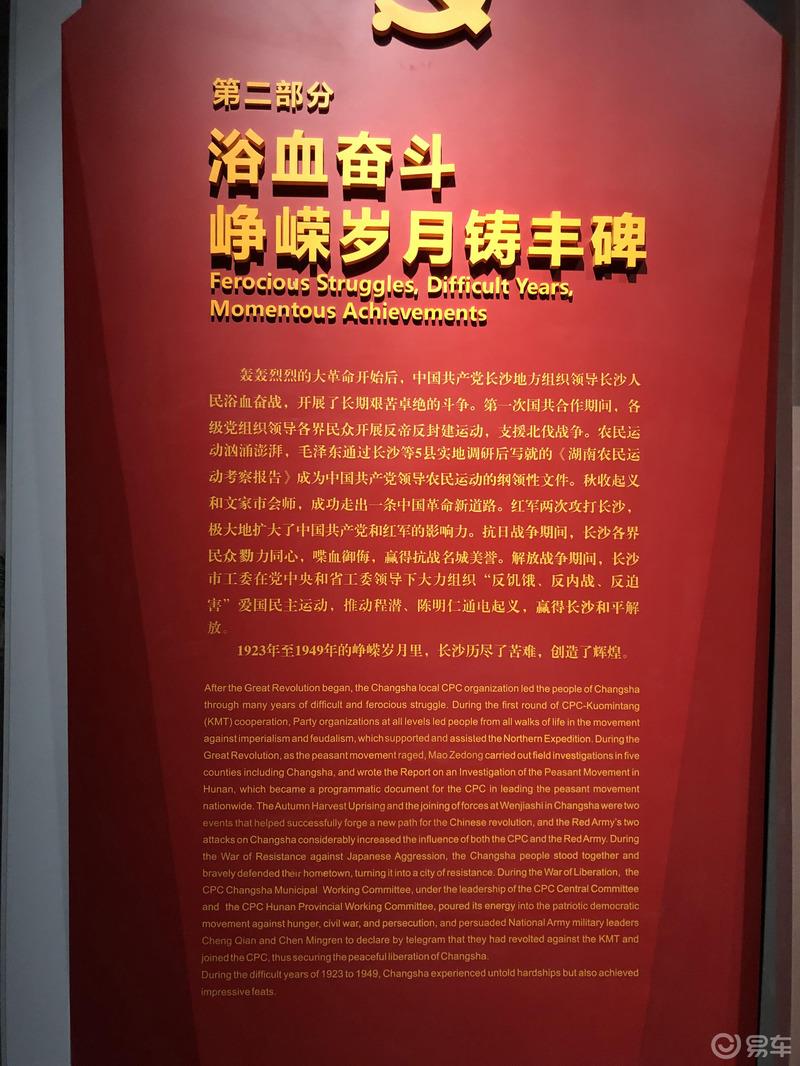 第二部分
浴血奋斗
峥嵘岁月铸丰碑
Ferocious Struggles, Difficult Years,
Momentous Achievements
轰轰烈烈的大革命开始后，中国共产党长沙地方组织领导长沙人
民浴血奋战，开展了长期艰苦卓绝的斗争。第一次国共合作期间，各
级党组织领导各界民众开展反帝反封建运动，支援北伐战争。农民运
动汹涌澎湃，毛泽东通过长沙等5县实地调研后写就的《湖南农民运
动考察报告》成为中国共产党领导农民运动的纲领性文件。秋收起义
和文家市会师，成功走出一条中国革命新道路。红军两次攻打长沙，
极大地扩大了中国共产党和红军的影响力。抗日战争期间，长沙各界
民众勠力同心，喋血御侮，赢得抗战名城美誉。解放战争期间，长沙
市工委在党中央和省工委领导下大力组织“反饥饿、反内战、反迫
害”爱国民主运动，推动程潜、陈明仁通电起义，赢得长沙和平解
放。
1923年至1949年的峥嵘岁月里，长沙历尽了苦难，创造了辉煌。
After the Great Revolution began, the Changsha local CPC organization led the people of Changsha
through many years of difficult and ferocious struggle. During the first round of CPC-Kuomintang
(KMT) cooperation, Party organizations at all levels led people from all walks of life in the movement
against imperialism and feudalism, which supported and assisted the Northern Expedition. During the
Great Revolution, as the peasant movement raged, Mao Zedong carried out field investigations in five
counties including Changsha, and wrote the Report on an Investigation of the Peasant Movement in
Hunan, which became a programmatic document for the CPC in leading the peasant movement
nationwide. The Autumn Harvest Uprising and the joining of forces at Wenjiashi in Changsha were two
events that helped successfully forge a new path for the Chinese revolution, and the Red Army's two
attacks on Changsha considerably increased the influence of both the CPC and the Red Army. During
the War of Resistance against Japanese Aggression, the Changsha people stood together and
bravely defended their hometown, turning it into a city of resistance. During the War of Liberation, the
CPC Changsha Municipal Working Committee, under the leadership of the CPC Central Committee
and the CPC Hunan Provincial Working Committee, poured its energy into the patriotic democratic
movement against hunger, civil war, and persecution, and persuaded National Army military leaders
Cheng Qian and Chen Mingren to declare by telegram that they had revolted against the KMT and
joined the CPC, thus securing the peaceful liberation of Changsha.
During the difficult years of 1923 to 1949, Changsha experienced untold hardships but also achieved
impressive feats.
易车